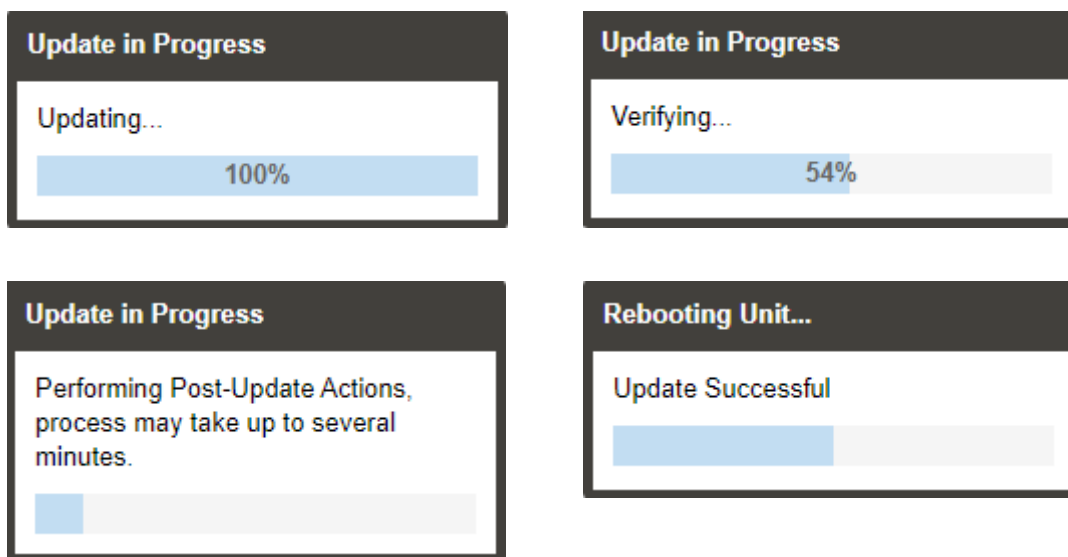 Update in Progress
Updating...
100%
Update in Progress
Verifying...
54%
Update in Progress
Performing Post-Update Actions,
process may take up to several
minutes.
Rebooting Unit...
Update Successful